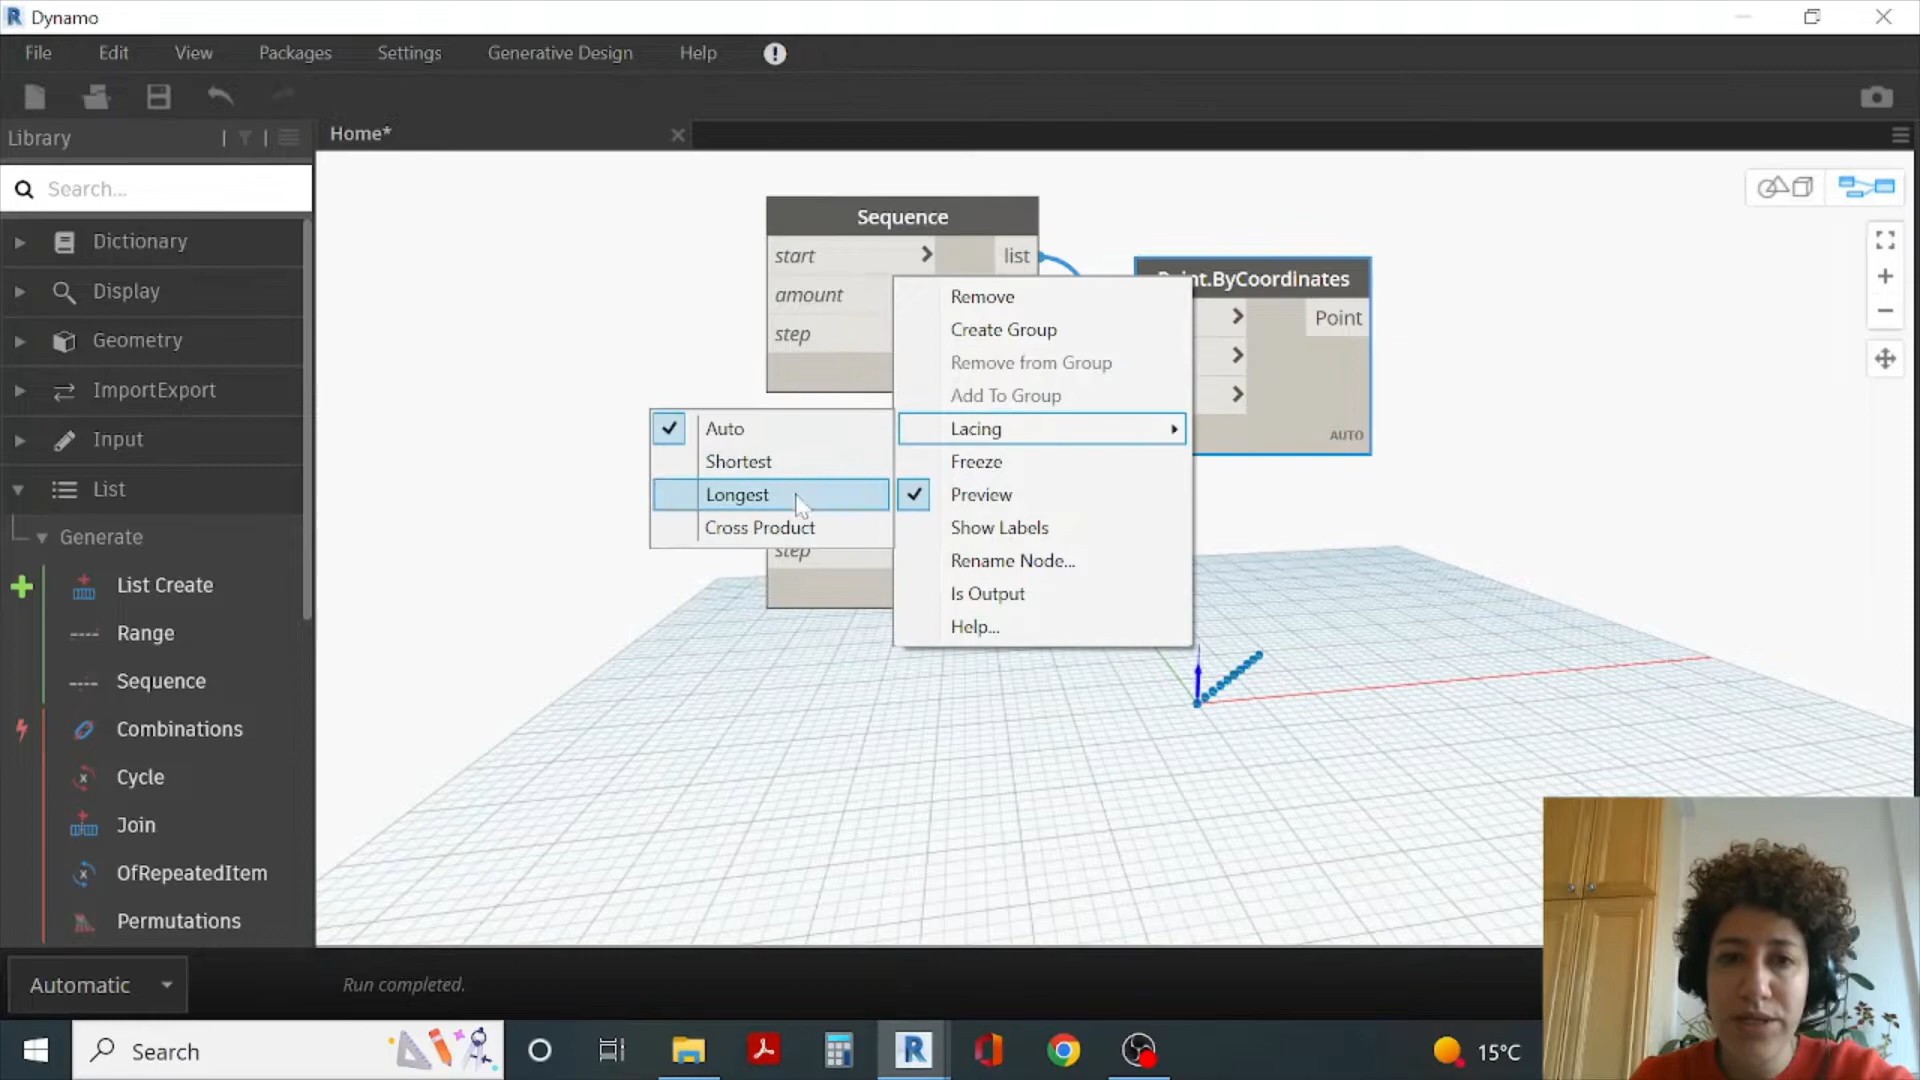 Dynamo
File Edit View Packages Settings Generative Design Help
Library
Home*
Search...
Dictionary
Display
Geometry
ImportExport
Input
List
Generate
List Create
Range
Sequence
Combinations
Cycle
Join
OfRepeatedItem
Permutations
Sequence
start list
amount
step
nt.ByCoordinates
Point
AUTO
Remove
Create Group
Remove from Group
Add To Group
Lacing
Freeze
Preview
Show Labels
Rename Node...
Is Output
Help...
Auto
Shortest
Longest
Cross Product
step
Automatic
Run completed.
Search
15°C